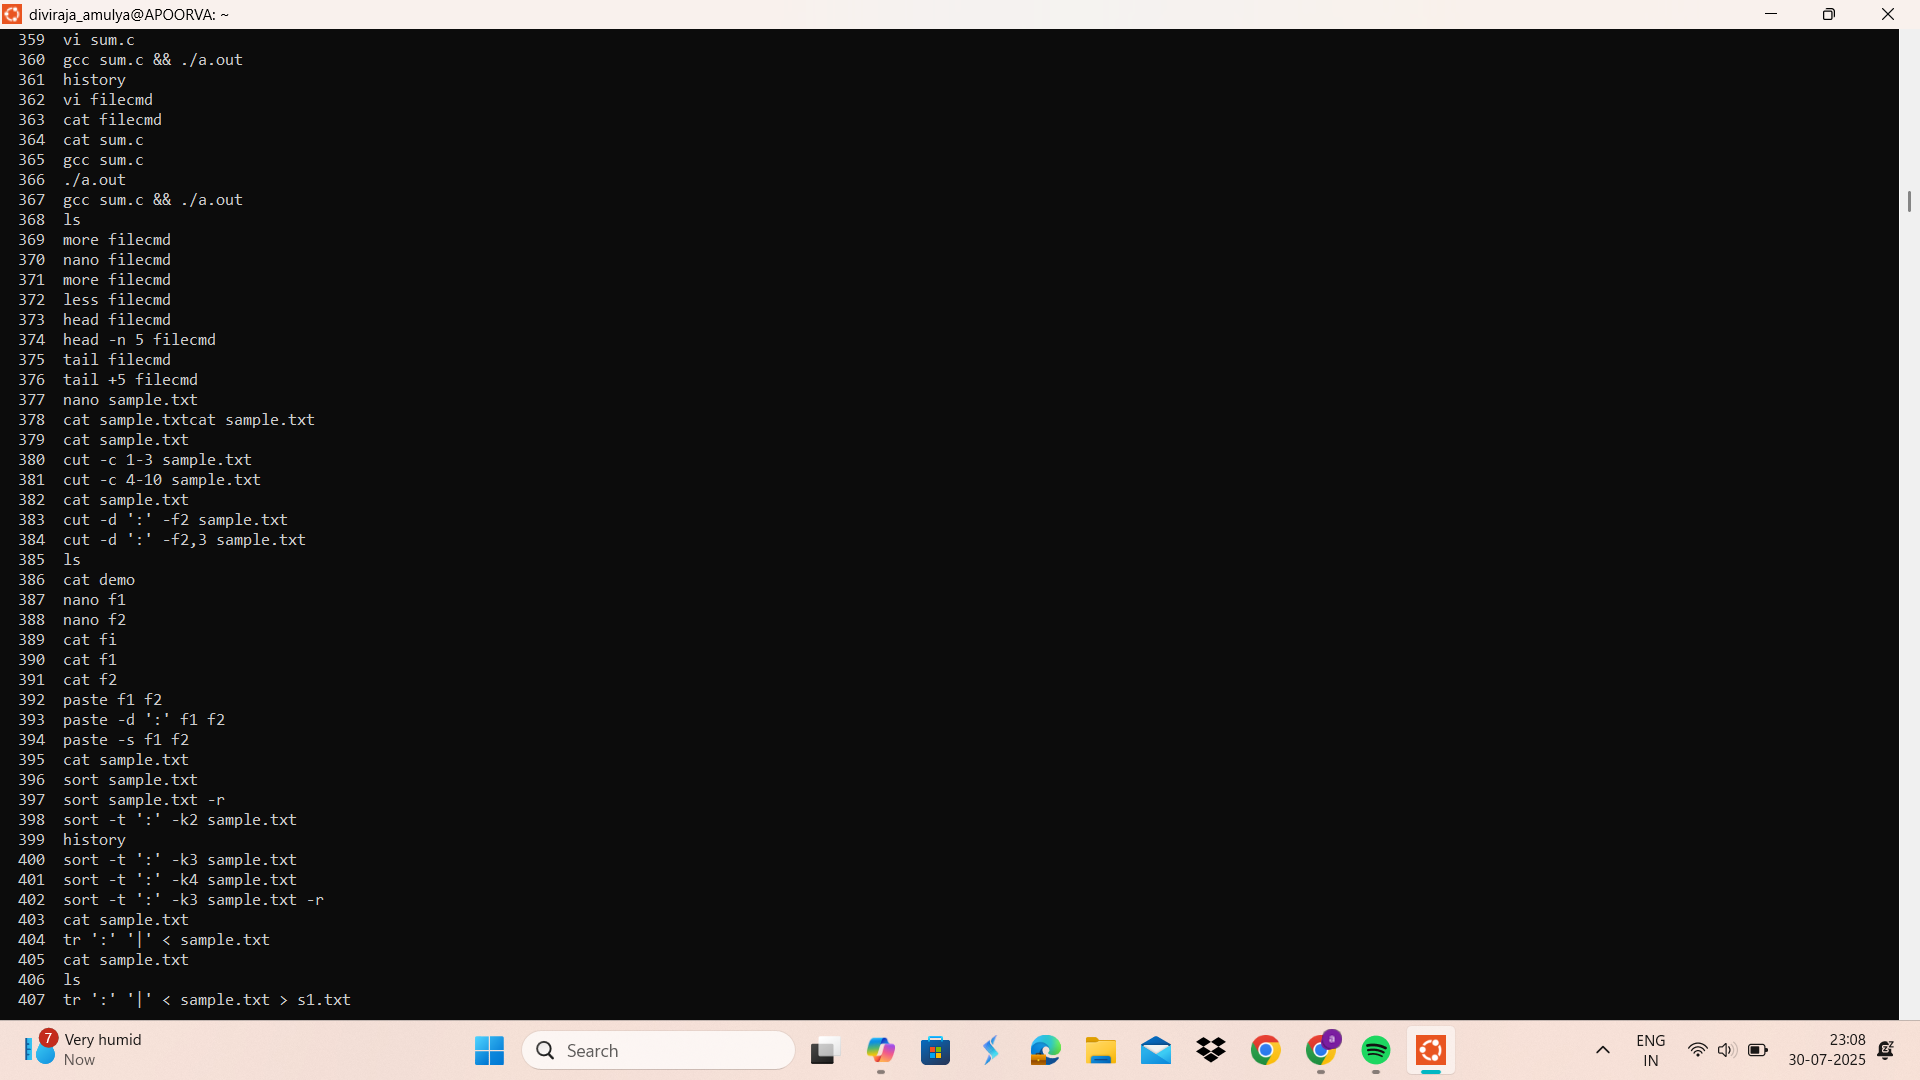 diviraja_amulya@APOORVA: ~
359 vi sum.c
360 gcc sum.c && ./a.out
361 history
362 vi filecmd
363 cat filecmd
364 cat sum.c
365 gcc sum.c
366 ./a.out
367 gcc sum.c && ./a.out
368 ls
369 more filecmd
370 nano filecmd
371 more filecmd
372 less filecmd
373 head filecmd
374 head -n 5 filecmd
375 tail filecmd
376 tail +5 filecmd
377 nano sample.txt
378 cat sample.txtcat sample.txt
379 cat sample.txt
380 cut -c 1-3 sample.txt
381 cut -c 4-10 sample.txt
382 cat sample.txt
383 cut -d ':' -f2 sample.txt
384 cut -d ':' -f2,3 sample.txt
385 ls
386 cat demo
387 nano f1
388 nano f2
389 cat fi
390 cat f1
391 cat f2
392 paste f1 f2
393 paste -d ':' f1 f2
394 paste -s f1 f2
395 cat sample.txt
396 sort sample.txt
397 sort sample.txt -r
398 sort -t ':' -k2 sample.txt
399 history
400 sort -t ':' -k3 sample.txt
401 sort -t ':' -k4 sample.txt
402 sort -t ':' -k3 sample.txt -r
403 cat sample.txt
404 tr ':' '|' < sample.txt
405 cat sample.txt
406 ls
407 tr ':' '|' < sample.txt > s1.txt
7
Very humid
Now
Search
a
ENG
IN
23:08
30-07-2025